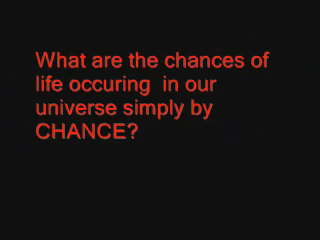 What are the chances of
life occuring  in our
universe simply by
CHANCE?